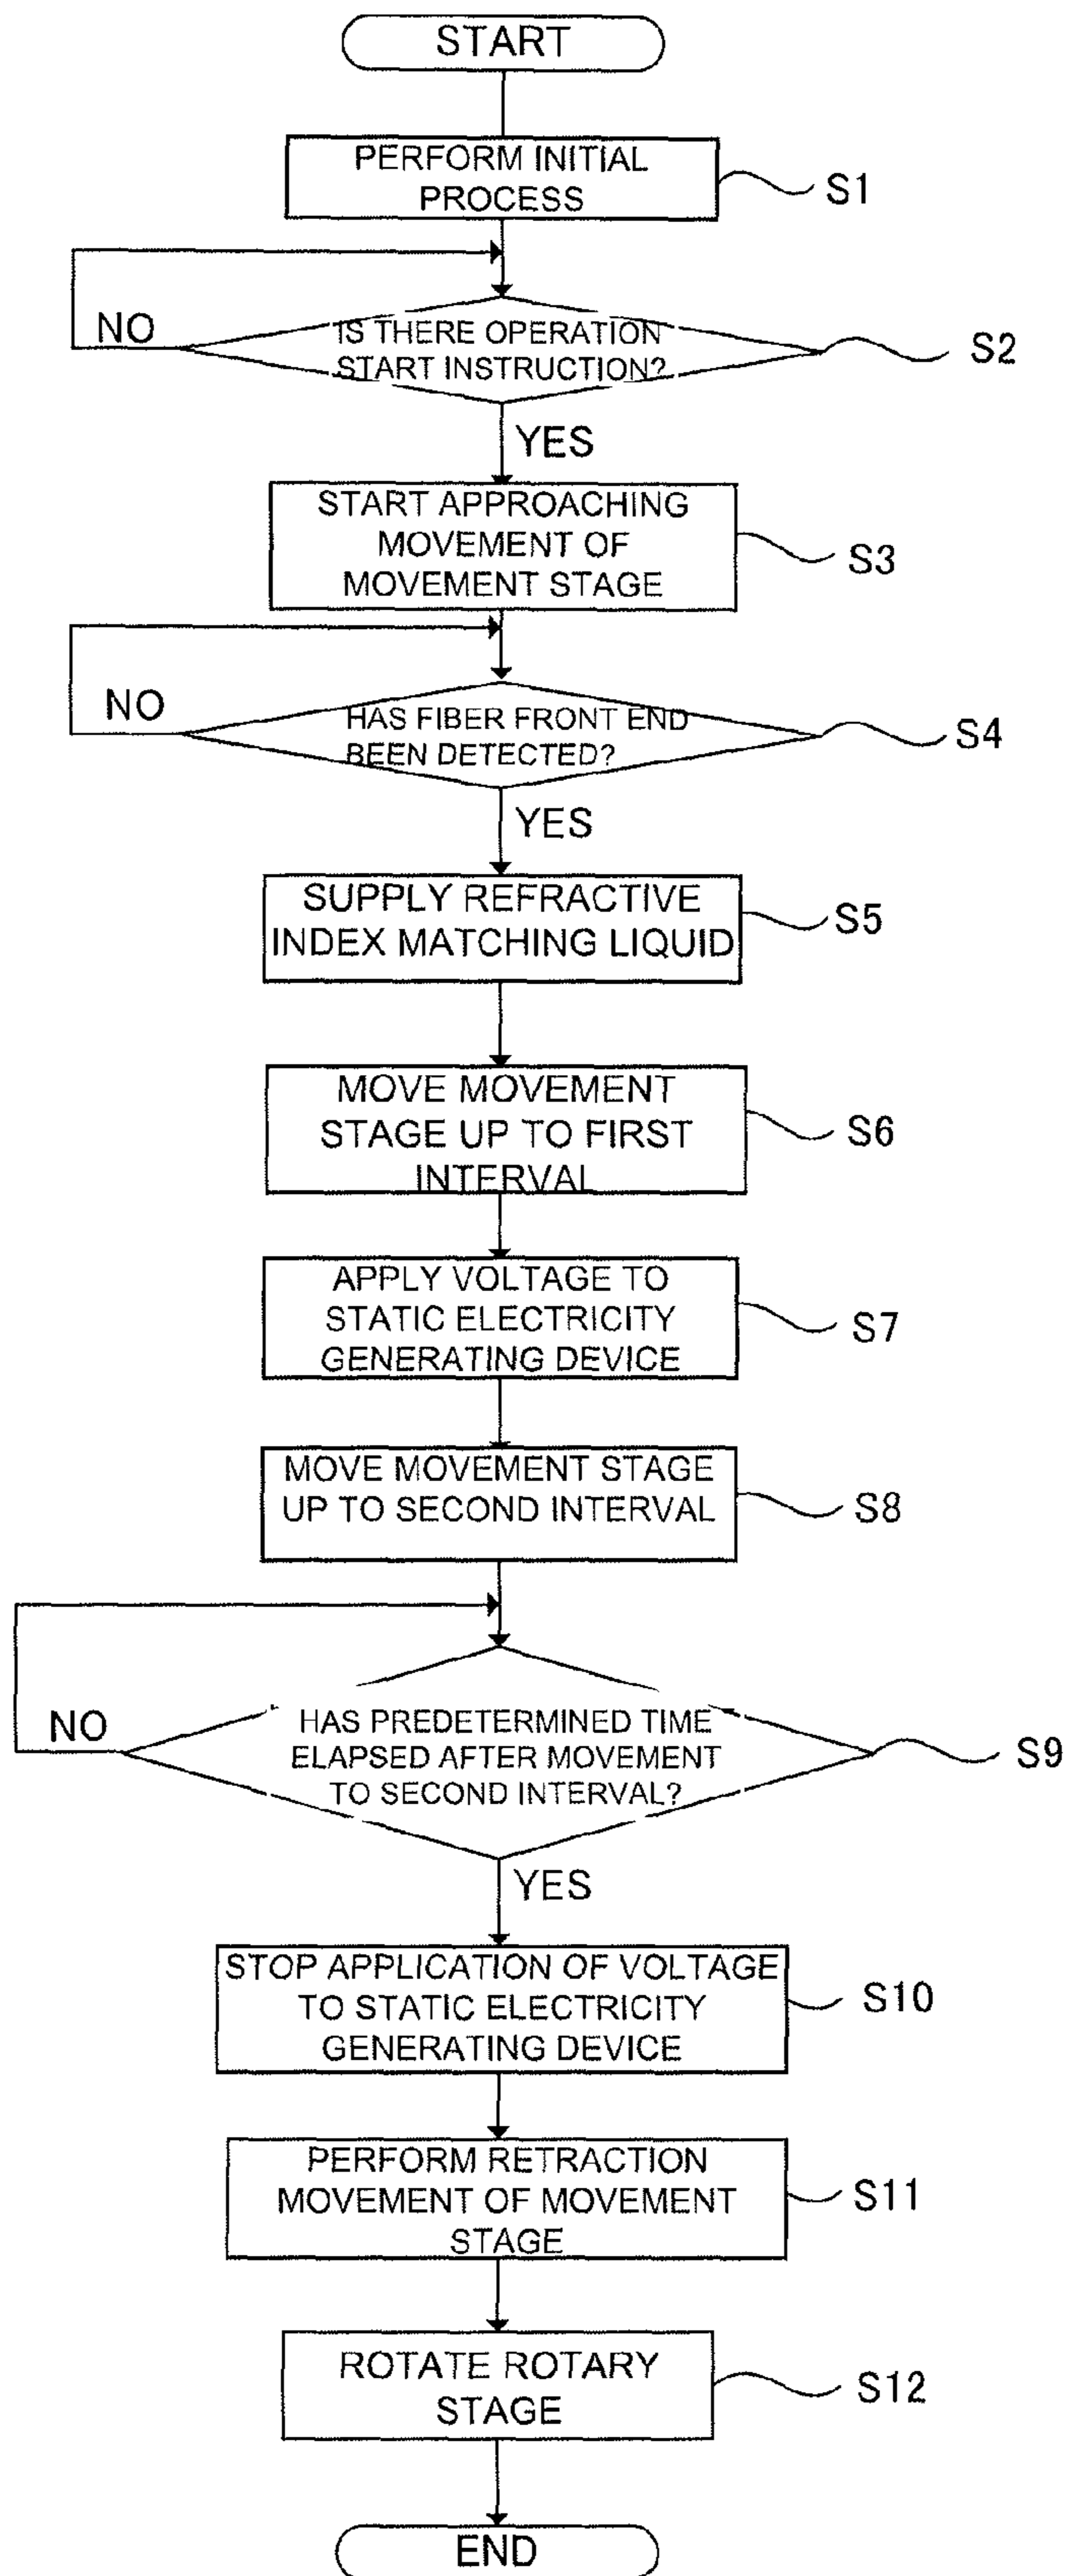 START
PERFORM INITIAL
PROCESS
S1
IS THERE OPERATION
START INSTRUCTION?
NO
S2
YES
START APPROACHING
MOVEMENT OF
MOVEMENT STAGE
S3
HAS FIBER FRONT END
BEEN DETECTED?
NO
S4
YES
SUPPLY REFRACTIVE
INDEX MATCHING LIQUID
S5
MOVE MOVEMENT
STAGE UP TO FIRST
INTERVAL
S6
APPLY VOLTAGE TO
STATIC ELECTRICITY
GENERATING DEVICE
S7
MOVE MOVEMENT STAGE
UP TO SECOND INTERVAL
S8
HAS PREDETERMINED TIME
ELAPSED AFTER MOVEMENT
TO SECOND INTERVAL?
NO
S9
YES
STOP APPLICATION OF VOLTAGE
TO STATIC ELECTRICITY
GENERATING DEVICE
S10
PERFORM RETRACTION
MOVEMENT OF MOVEMENT
STAGE
S11
ROTATE ROTARY
STAGE
S12
END